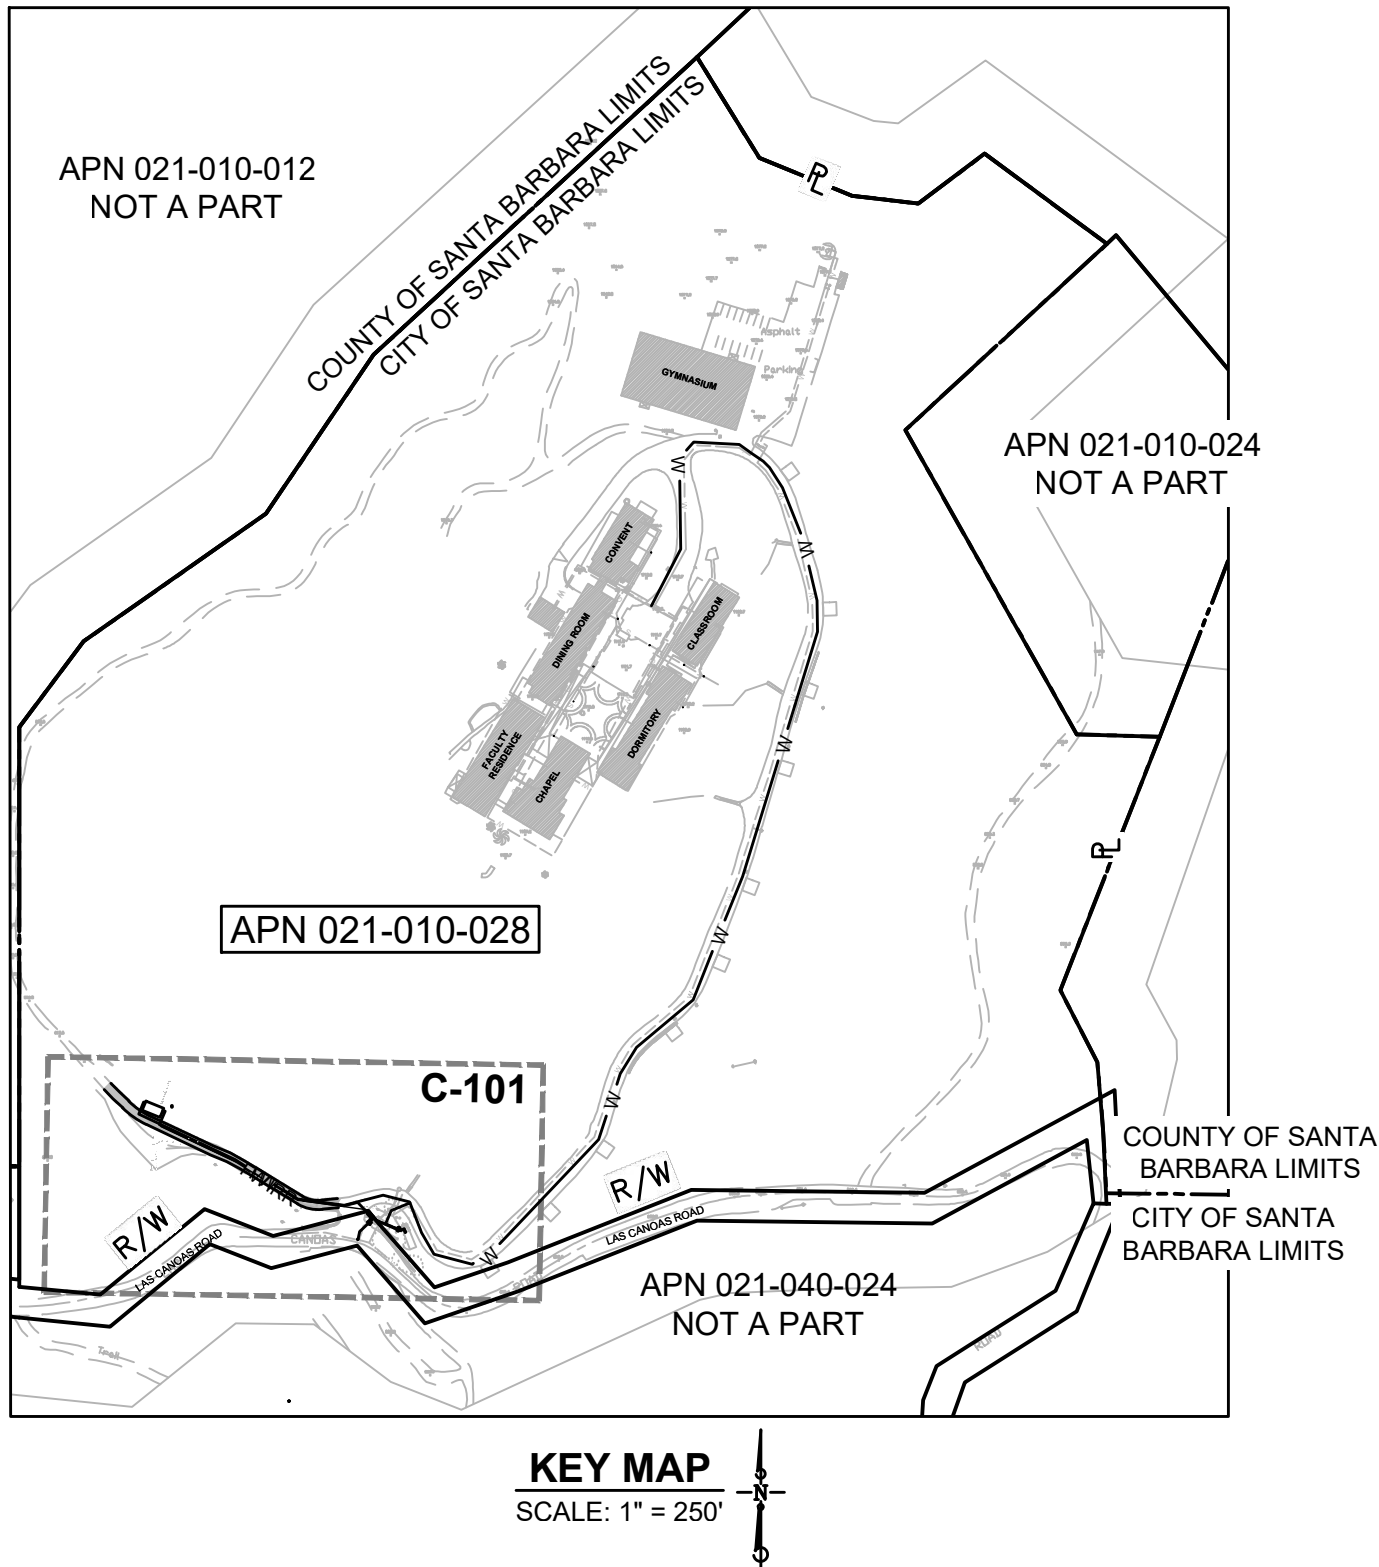 COUNTY OF SANTA BARBARA LIMITS
CITY OF SANTA BARBARA LIMITS
APN 021-010-012
NOT A PART
PL
Asphalt
Parking
GYMNASIUM
APN 021-010-024
NOT A PART
W
CONVENT
W
CLASSROOM
DINING ROOM
DORMITORY
FACULTY
RESIDENCE
CHAPEL
W
PL
APN 021-010-028
W
C-101
W
COUNTY OF SANTA
BARBARA LIMITS
R/W
R/W
LAS CANOAS ROAD
CITY OF SANTA
BARBARA LIMITS
LAS CANOAS ROAD
CANOAS
W
ROAD
APN 021-040-024
NOT A PART
ROAD
Trail
KEY MAP
N
SCALE: 1" = 250'